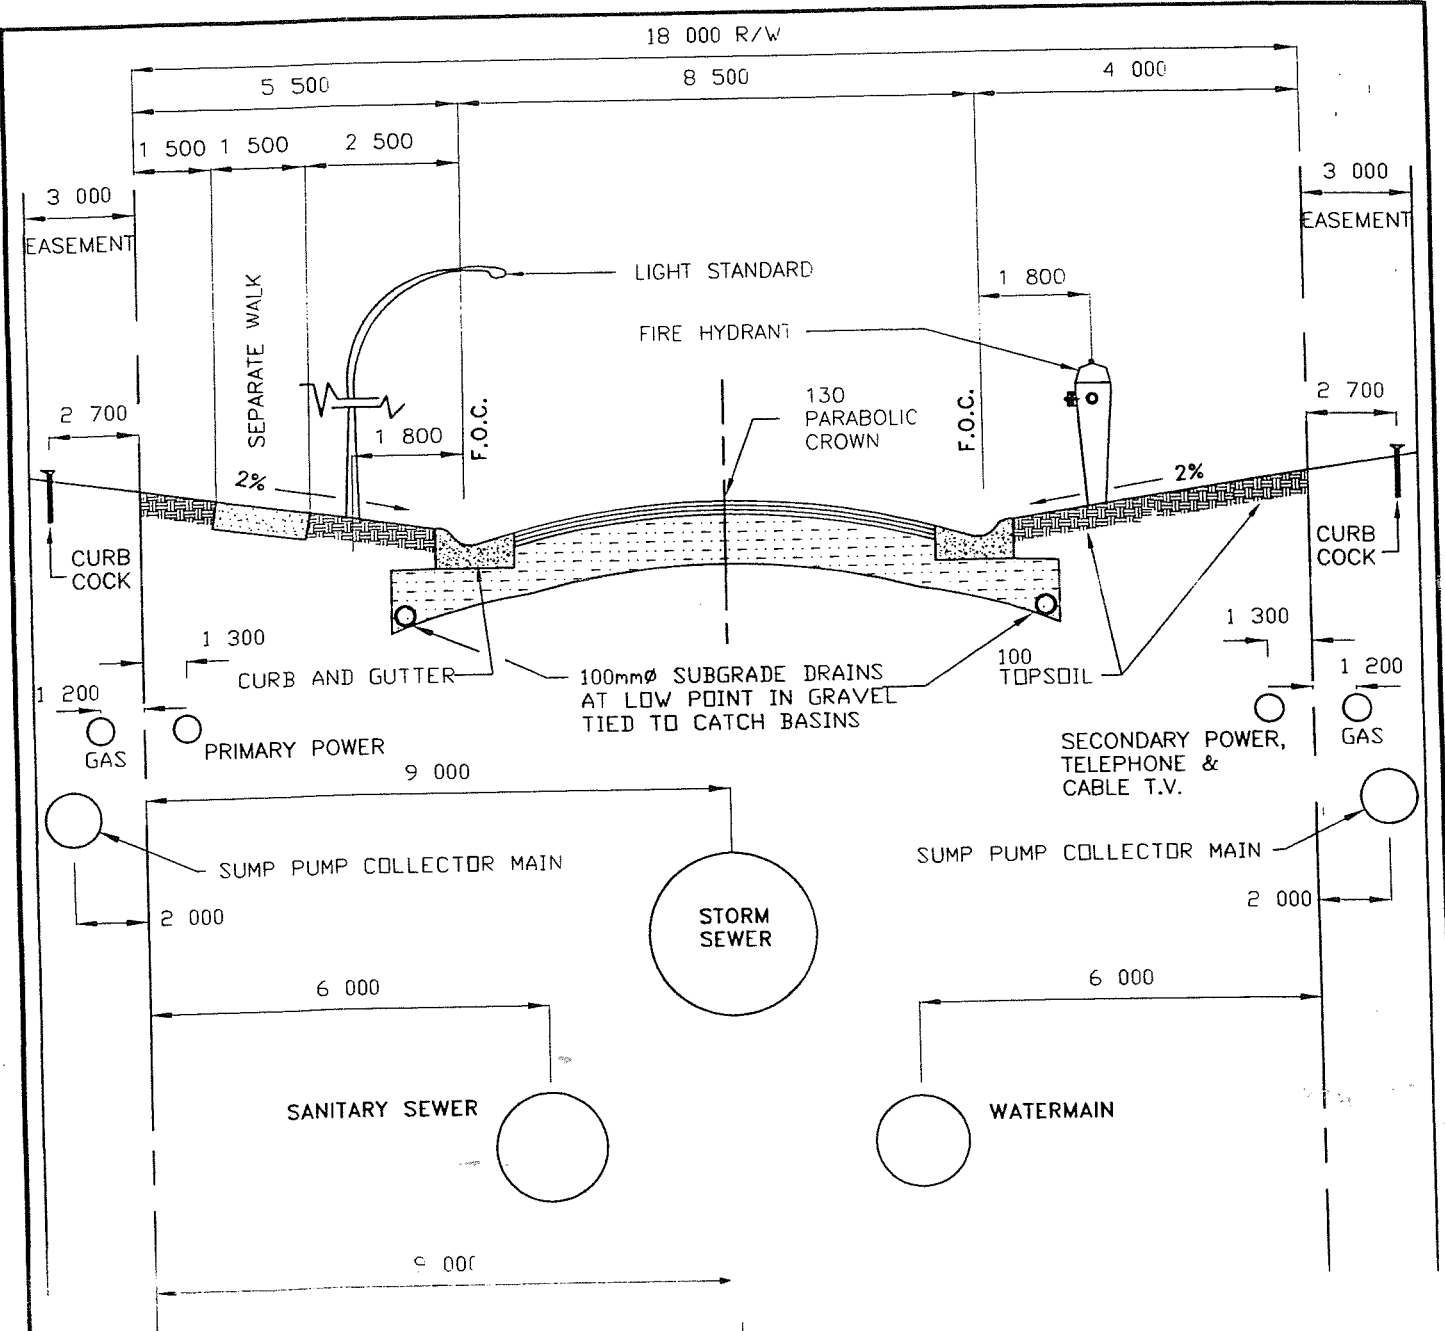 18 000 R/W
5 500
8 500
4 000
1 500
1 500
2 500
3 000
EASEMENT
3 000
EASEMENT
SEPARATE WALK
LIGHT STANDARD
1 800
FIRE HYDRANT
130
PARABOLIC
CROWN
F.O.C.
F.O.C.
2 700
2 700
1 800
2%
2%
CURB
COCK
CURB
COCK
1 300
CURB AND GUTTER
100mmø SUBGRADE DRAINS
AT LOW POINT IN GRAVEL
TIED TO CATCH BASINS
100
TOPSOIL
1 300
1 200
1 200
GAS
PRIMARY POWER
SECONDARY POWER,
TELEPHONE &
CABLE T.V.
GAS
9 000
SUMP PUMP COLLECTOR MAIN
SUMP PUMP COLLECTOR MAIN
2 000
2 000
STORM
SEWER
6 000
6 000
SANITARY SEWER
WATERMAIN
9 000